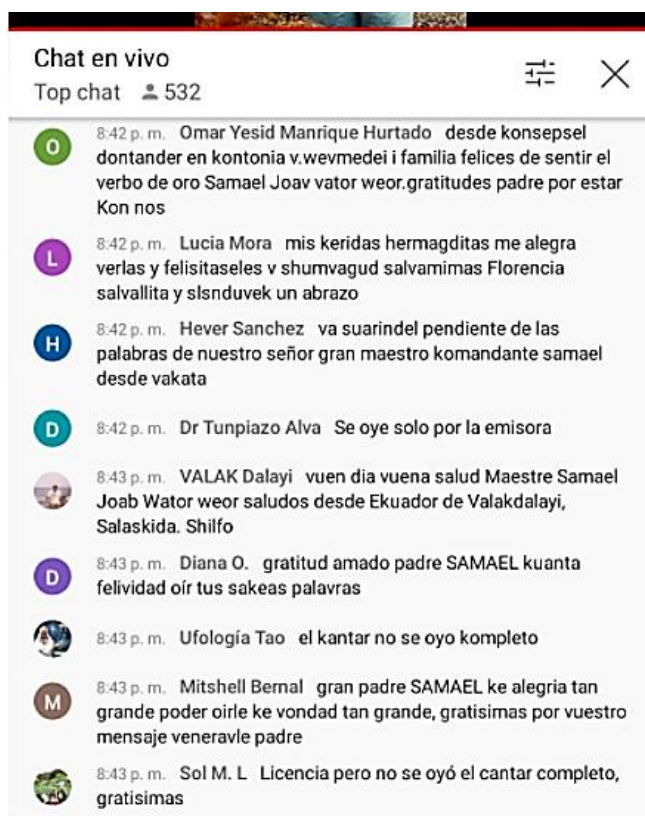 Chat en vivo
Top chat 532
O 8:42 p. m. Omar Yesid Manrique Hurtado desde konsepsel
dontander en kontonia v.wevmedei i familia felices de sentir el
verbo de oro Samael Joav vator weor.gratitudes padre por estar
Kon nos
L 8:42 p. m. Lucia Mora mis keridas hermagditas me alegra
verlas y felisitaseles v shumvagud salvamimas Florencia
salvallita y slsnduvek un abrazo
H 8:42 p. m. Hever Sanchez va suarindel pendiente de las
palabras de nuestro señor gran maestro komandante samael
desde vakata
D 8:42 p. m. Dr Tunpiazo Alva Se oye solo por la emisora
8:43 p. m. VALAK Dalayi vuen dia vuena salud Maestre Samael
Joab Wator weor saludos desde Ekuador de Valakdalayi,
Salaskida. Shilfo
D 8:43 p. m. Diana O. gratitud amado padre SAMAEL kuanta
felividad oír tus sakeas palavras
8:43 p. m. Ufología Tao el kantar no se oyo kompleto
M 8:43 p. m. Mitshell Bernal gran padre SAMAEL ke alegria tan
grande poder oirle ke vondad tan grande, gratisimas por vuestro
mensaje veneravle padre
8:43 p. m. Sol M. L Licencia pero no se oyó el cantar completo,
gratisimas